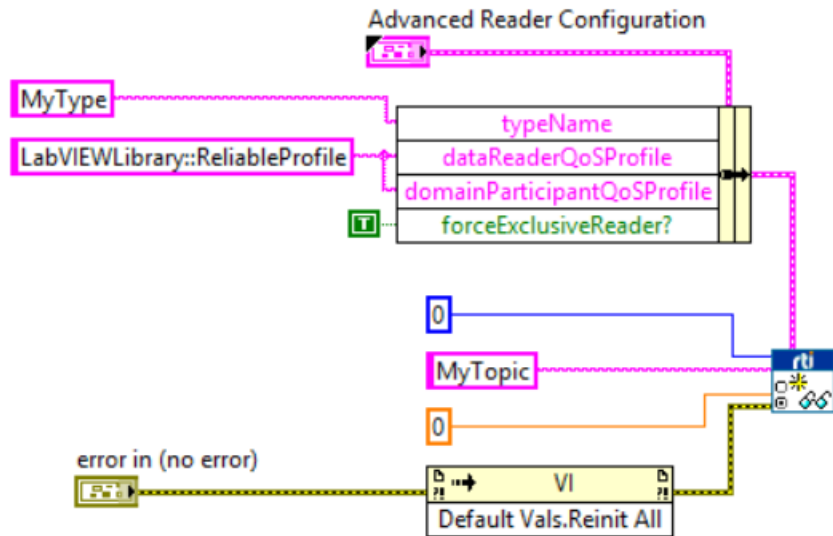 Advanced Reader Configuration
MyType
typeName
LabVIEWLibrary::ReliableProfile
dataReaderQoSProfile
domainParticipantQoSProfile
T
forceExclusiveReader?
0
rti
MyTopic
0
error in (no error)
VI
Default Vals.Reinit All